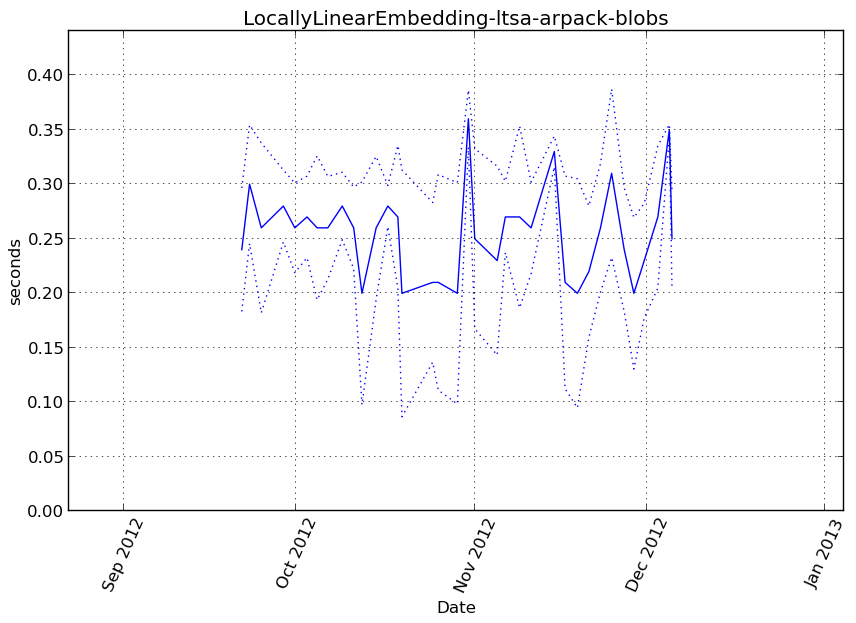 LocallyLinearEmbedding-ltsa-arpack-blobs
0.40
0.35
0.30
0.25
0.20
0.15
0.10
0.05
0.00
seconds
Sep 2012
Oct 2012
Nov 2012
Dec 2012
Jan 2013
Date